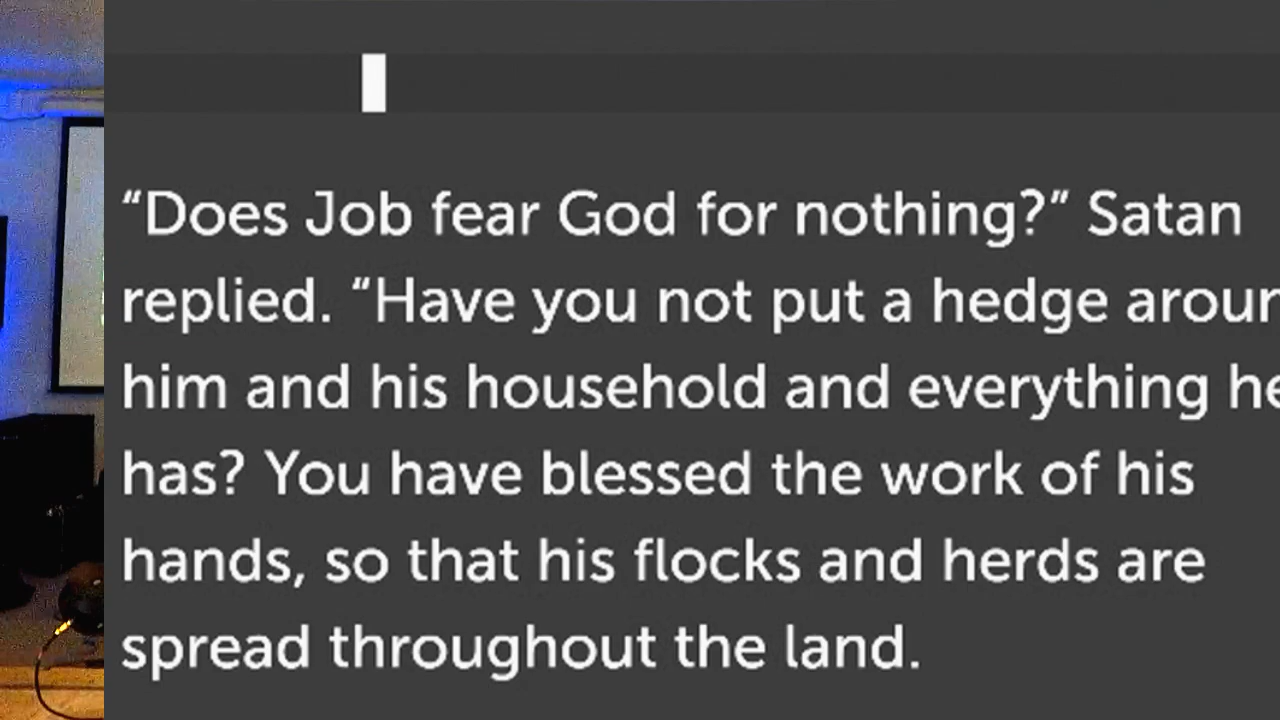 “Does Job fear God for nothing?” Satan
replied. “Have you not put a hedge aroun
him and his household and everything he
has? You have blessed the work of his
hands, so that his flocks and herds are
spread throughout the land.